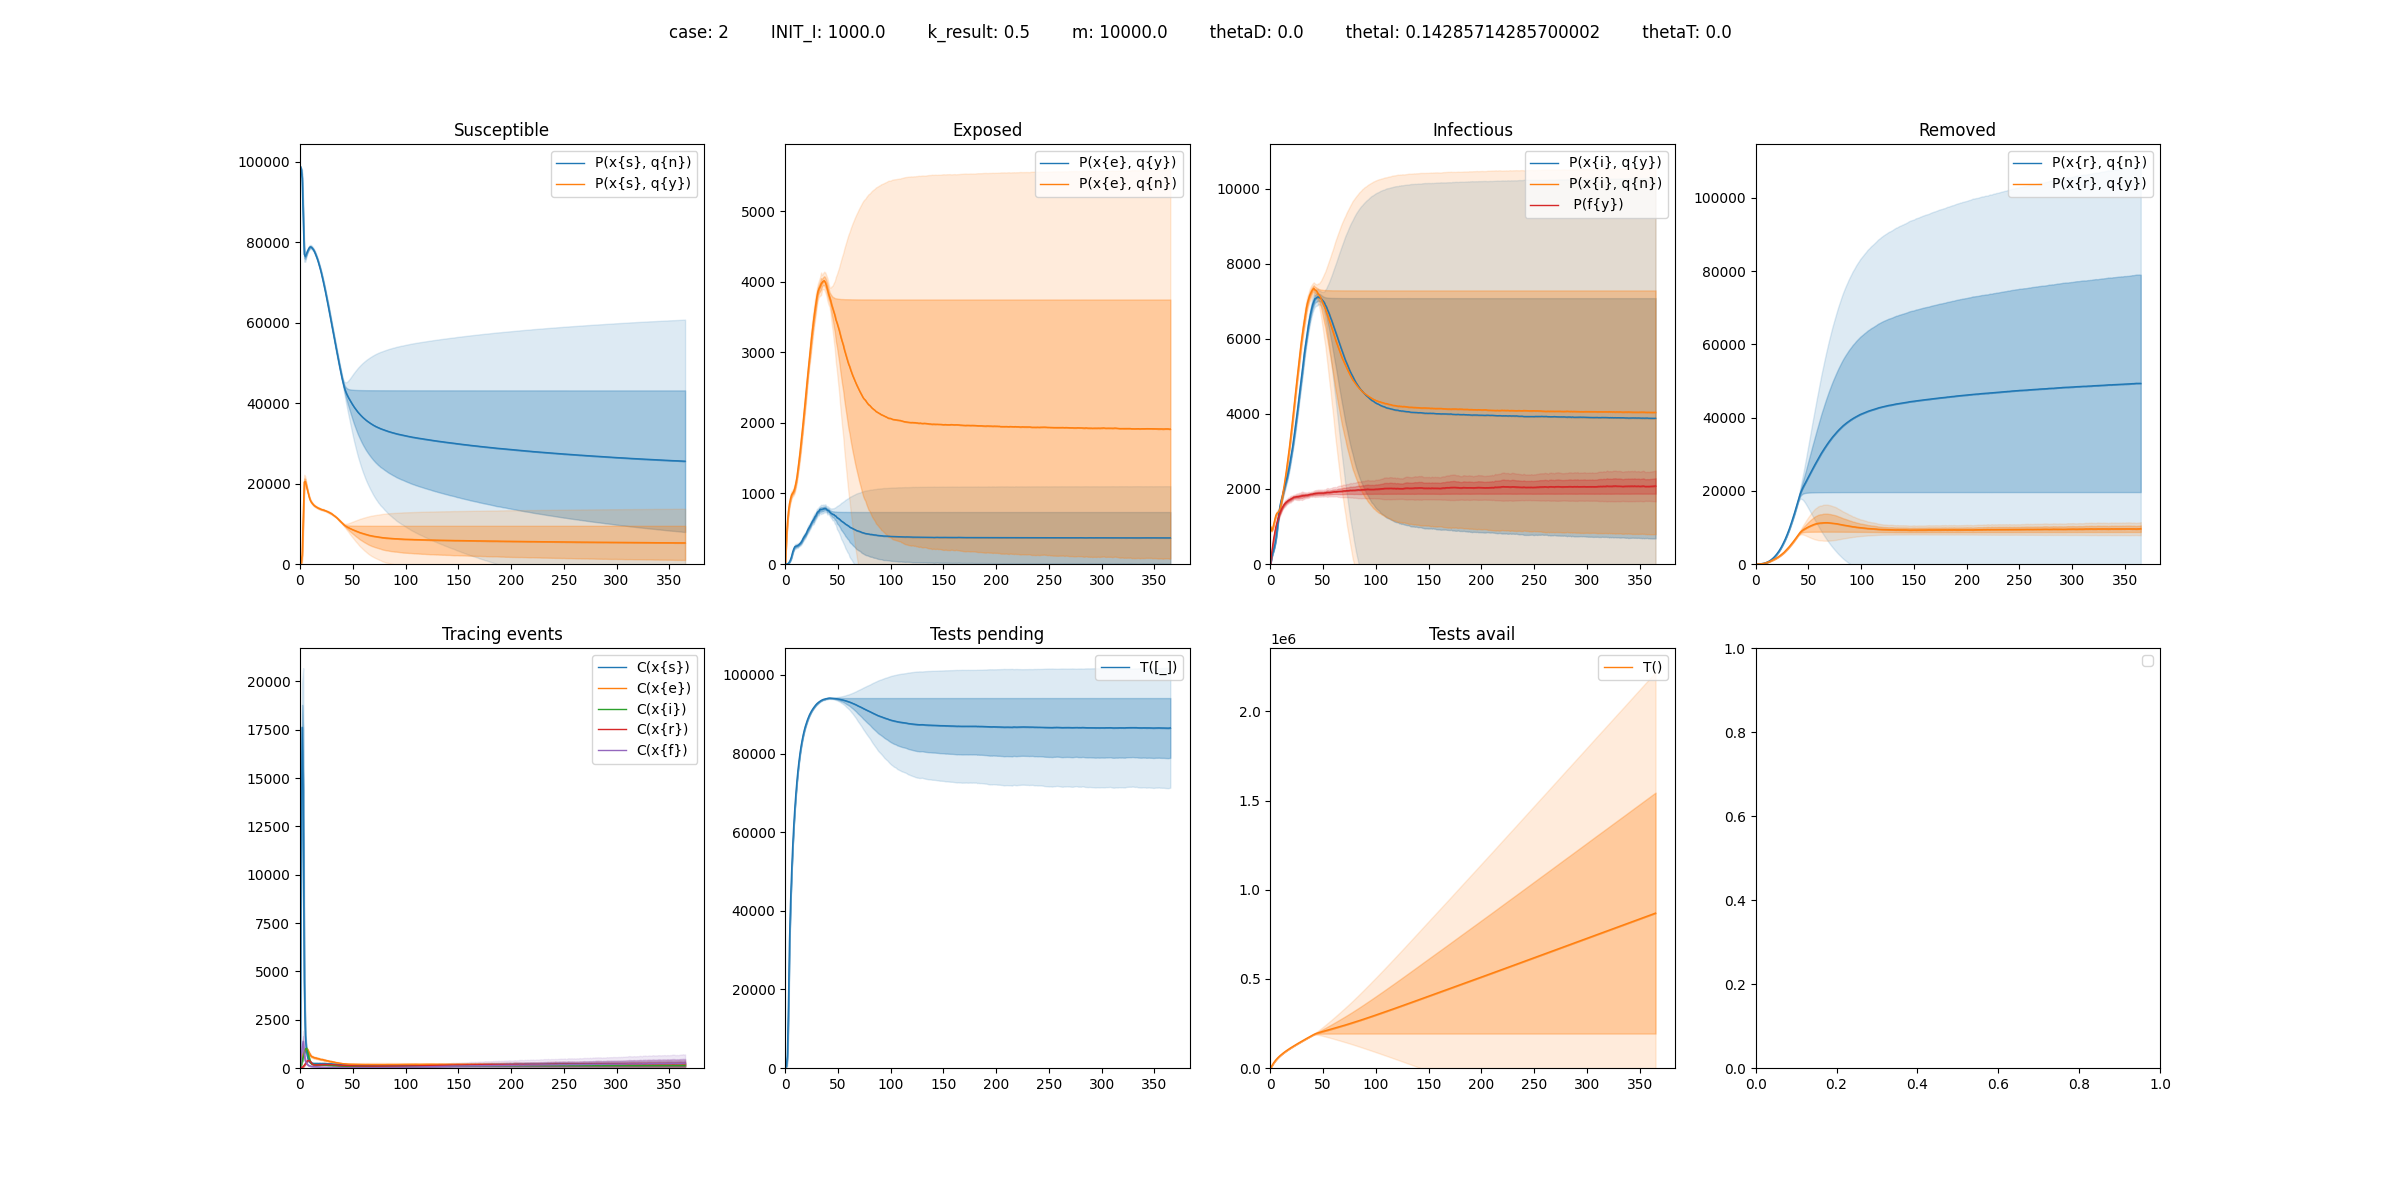 case: 2 INIT_I: 1000.0 k_result: 0.5 m: 10000.0 thetaD: 0.0 thetaI: 0.14285714285700002 thetaT: 0.0
Susceptible
P(x{s}, q{n})
P(x{s}, q{y})
100000
80000
60000
40000
20000
0
0 50 100 150 200 250 300 350
Exposed
P(x{e}, q{y})
P(x{e}, q{n})
5000
4000
3000
2000
1000
0
0 50 100 150 200 250 300 350
Infectious
P(x{i}, q{y})
P(x{i}, q{n})
P(f{y})
10000
8000
6000
4000
2000
0
0 50 100 150 200 250 300 350
Removed
P(x{r}, q{n})
P(x{r}, q{y})
100000
80000
60000
40000
20000
0
0 50 100 150 200 250 300 350
Tracing events
C(x{s})
C(x{e})
C(x{i})
C(x{r})
C(x{f})
20000
17500
15000
12500
10000
7500
5000
2500
0
0 50 100 150 200 250 300 350
Tests pending
T([_])
100000
80000
60000
40000
20000
0
0 50 100 150 200 250 300 350
Tests avail
1e6
T()
2.0
1.5
1.0
0.5
0.0
0 50 100 150 200 250 300 350
1.0
0.8
0.6
0.4
0.2
0.0
0.0 0.2 0.4 0.6 0.8 1.0